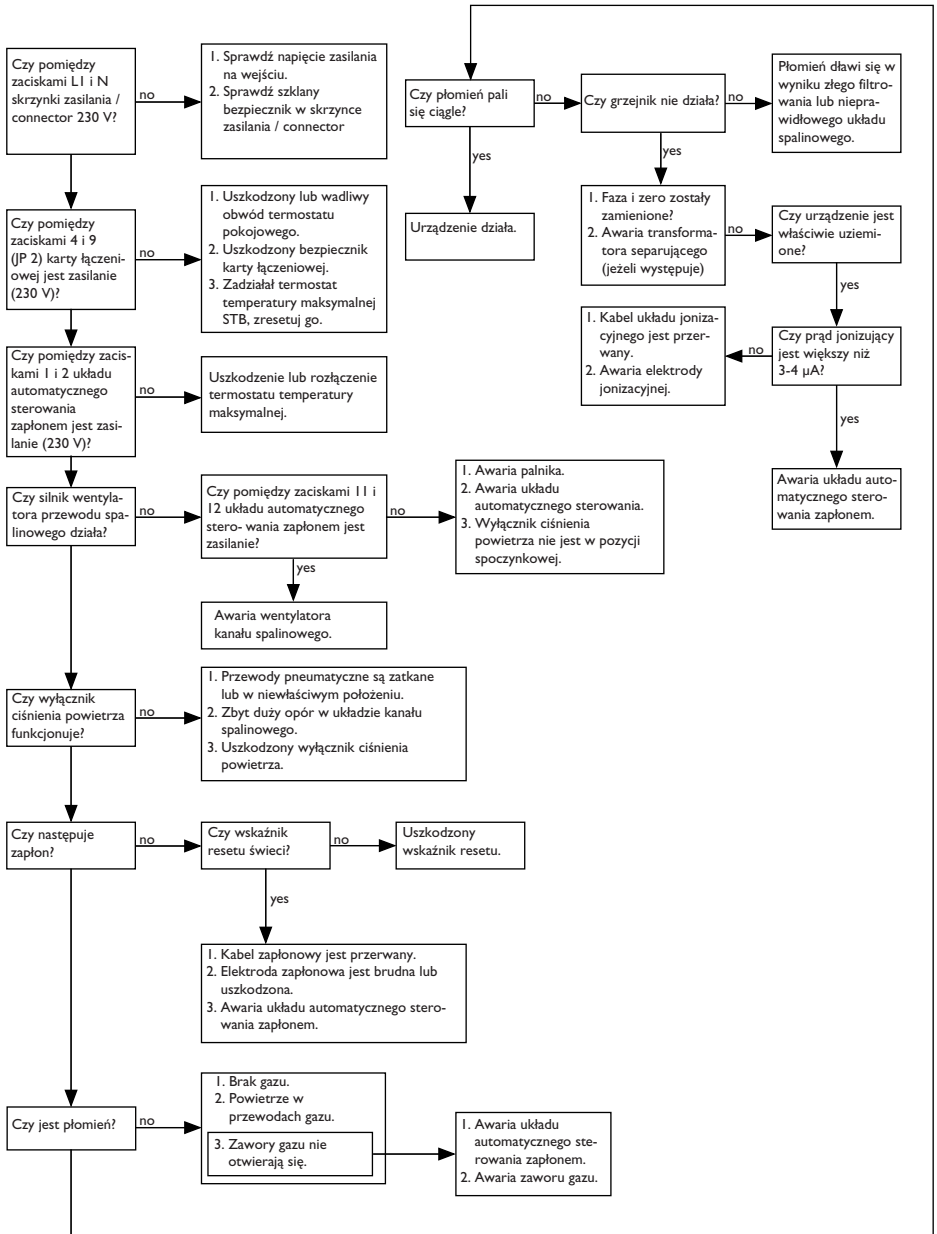 Czy pomiędzy
zaciskami L1 i N
skrzynki zasilania /
connector 230 V?
no
1. Sprawdź napięcie zasilania
na wejściu.
2. Sprawdź szklany
bezpiecznik w skrzynce
zasilania / connector
Czy pomiędzy
zaciskami 4 i 9
(JP 2) karty łączeni-
owej jest zasilanie
(230 V)?
no
1. Uszkodzony lub wadliwy
obwód termostatu
pokojowego.
2. Uszkodzony bezpiecznik
karty łączeniowej.
3. Zadziałał termostat
temperatury maksymalnej
STB, zresetuj go.
Czy pomiędzy zacis-
kami 1 i 2 układu
automatycznego
sterowania
zapłonem jest zasi-
lanie (230 V)?
no
Uszkodzenie lub rozłączenie
termostatu temperatury
maksymalnej.
Czy silnik wentyla-
tora przewodu spa-
linowego działa?
no
Czy pomiędzy zaciskami 11 i
12 układu automatycznego
stero- wania zapłonem jest
zasilanie?
no
1. Awaria palnika.
2. Awaria układu
automatycznego sterowania.
3. Wyłącznik ciśnienia
powietrza nie jest w pozycji
spoczynkowej.
yes
Awaria wentylatora
kanału spalinowego.
Czy wyłącznik
ciśnienia powietrza
funkcjonuje?
no
1. Przewody pneumatyczne są zatkane
lub w niewłaściwym położeniu.
2. Zbyt duży opór w układzie kanału
spalinowego.
3. Uszkodzony wyłącznik ciśnienia
powietrza.
Czy następuje
zapłon?
no
Czy wskaźnik
resetu świeci?
no
Uszkodzony
wskaźnik resetu.
yes
1. Kabel zapłonowy jest przerwany.
2. Elektroda zapłonowa jest brudna lub
uszkodzona.
3. Awaria układu automatycznego stero-
wania zapłonem.
Czy jest płomień?
no
1. Brak gazu.
2. Powietrze w
przewodach gazu.
3. Zawory gazu nie
otwierają się.
1. Awaria układu
automatycznego ste-
rowania zapłonem.
2. Awaria zaworu gazu.
Czy płomień pali
się ciągle?
no
Czy grzejnik nie działa?
no
Płomień dławi się w
wyniku złego filtro-
wania lub niepra-
widłowego układu
spalinowego.
yes
Urządzenie działa.
yes
1. Faza i zero zostały
zamienione?
2. Awaria transforma-
tora separującego
(jeżeli występuje)
no
Czy urządzenie jest
właściwie uziemi-
one?
yes
Czy prąd jonizujący
jest większy niż
3-4 µA?
no
1. Kabel układu joniz-
acyjnego jest przer-
wany.
2. Awaria elektrody
jonizacyjnej.
yes
Awaria układu auto-
matycznego stero-
wania zapłonem.